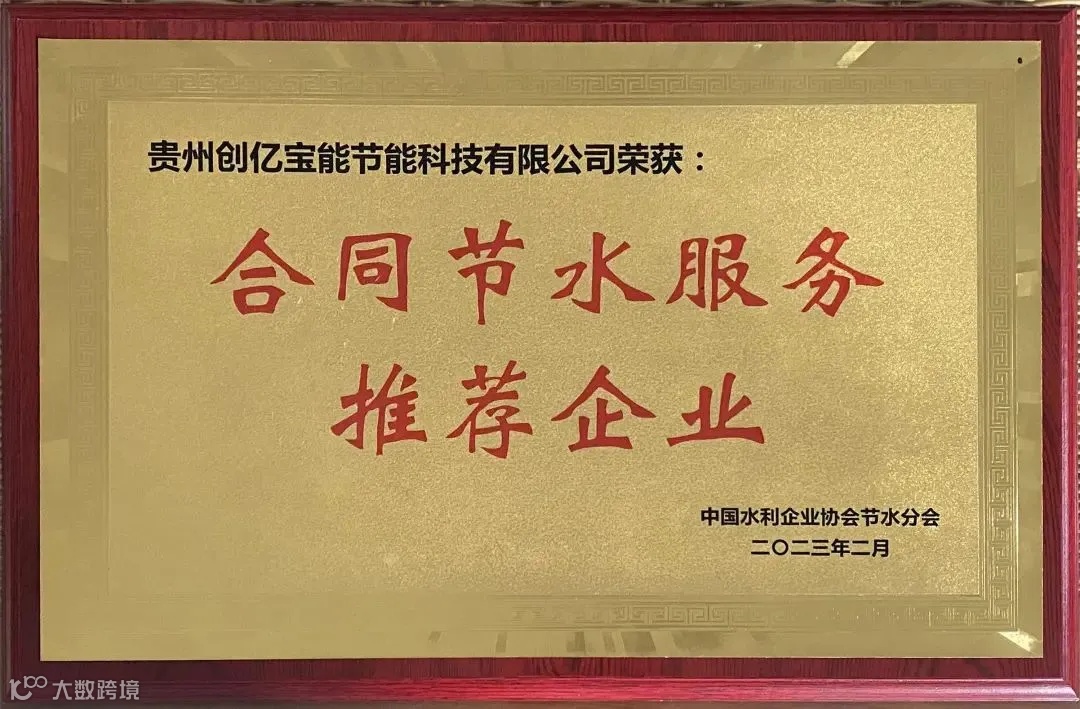 贵州创亿宝能节能科技有限公司荣获：
合同节水服务
推荐企业
中国水利企业协会节水分会
二〇二三年二月
大数跨境